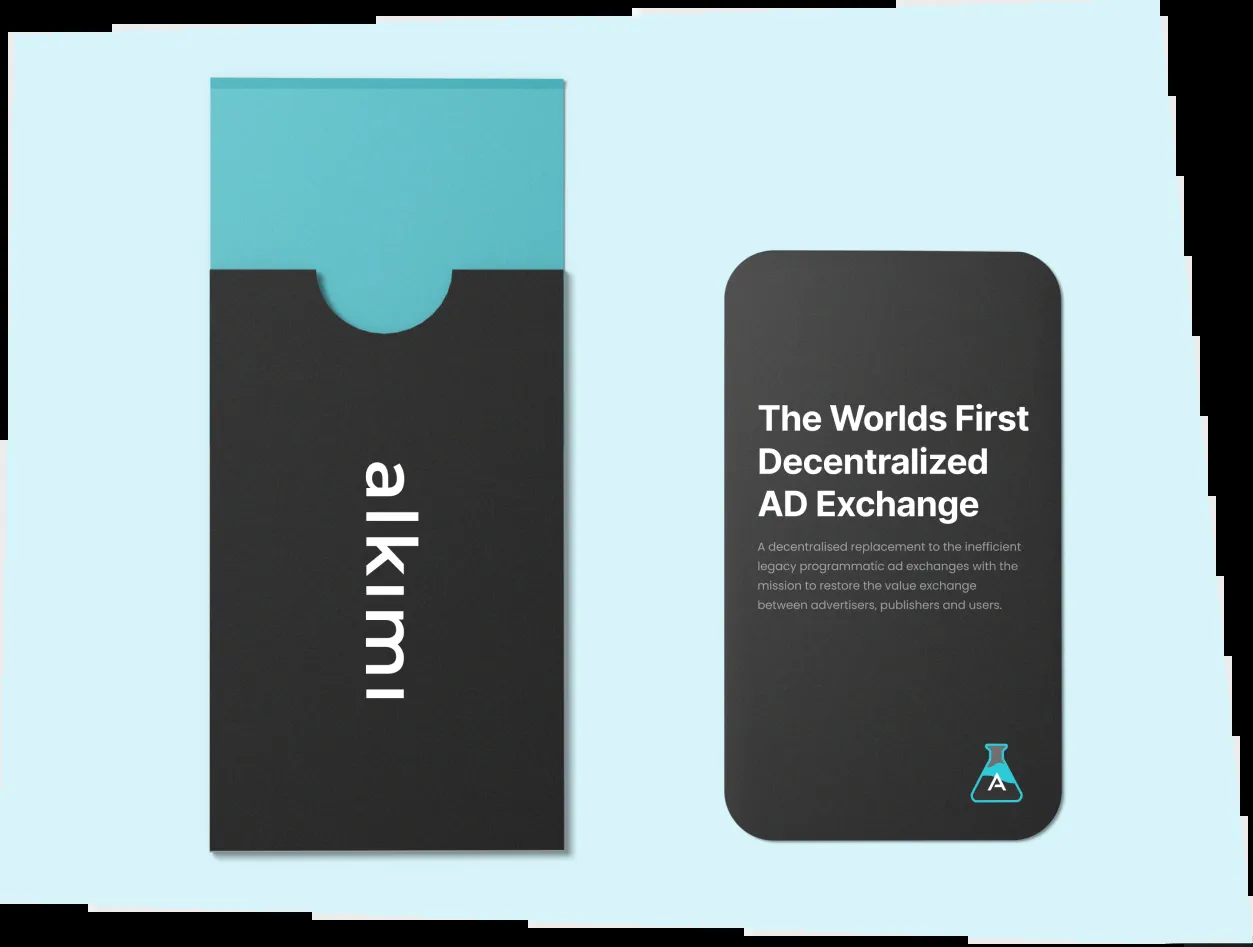 alkımı
The Worlds First
Decentralized
AD Exchange
A decentralised replacement to the inefficient
legacy programmatic ad exchanges with the
mission to restore the value exchange
between advertisers, publishers and users.
A